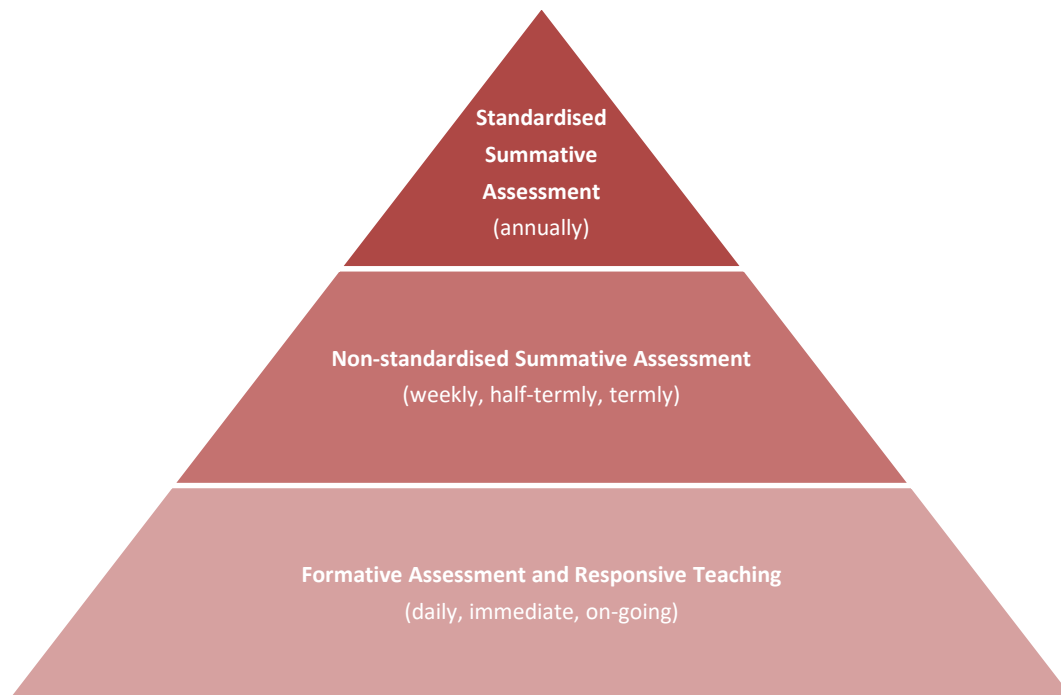 Standardised
Summative
Assessment
(annually)
Non-standardised Summative Assessment
(weekly, half-termly, termly)
Formative Assessment and Responsive Teaching
(daily, immediate, on-going)